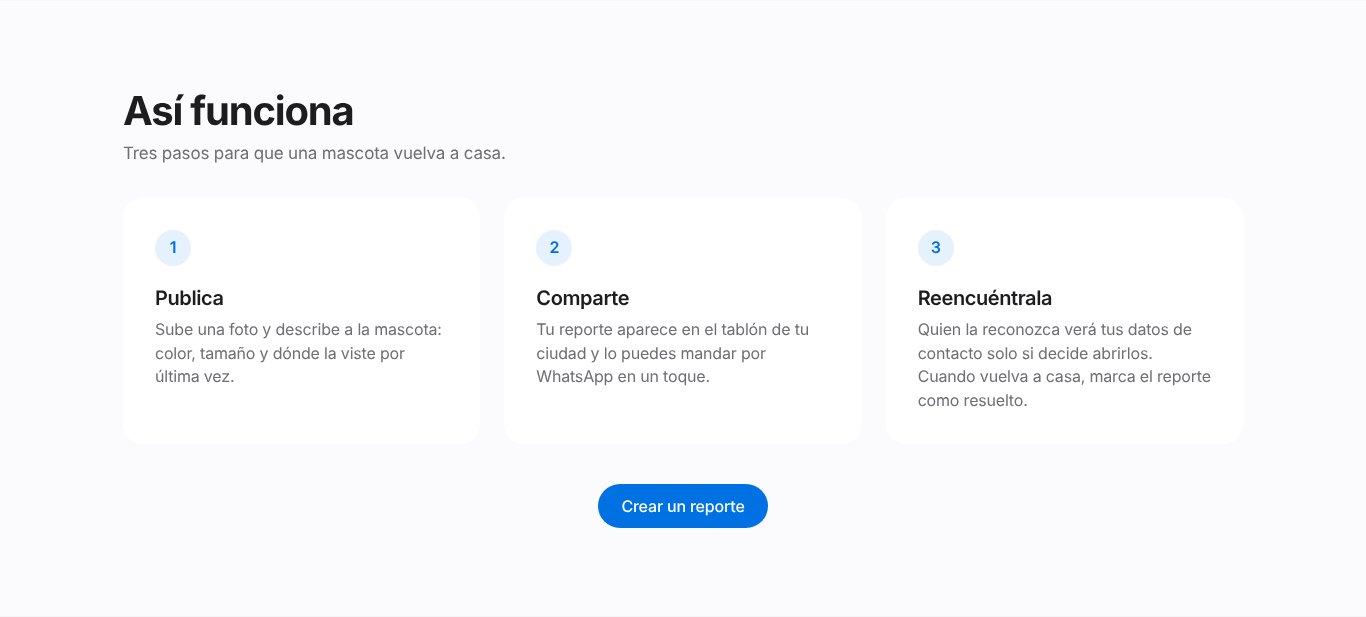 Así funciona
Tres pasos para que una mascota vuelva a casa.
1
Publica
Sube una foto y describe a la mascota:
color, tamaño y dónde la viste por
última vez.
2
Comparte
Tu reporte aparece en el tablón de tu
ciudad y lo puedes mandar por
WhatsApp en un toque.
3
Reencuéntrala
Quien la reconozca verá tus datos de
contacto solo si decide abrirlos.
Cuando vuelva a casa, marca el reporte
como resuelto.
Crear un reporte